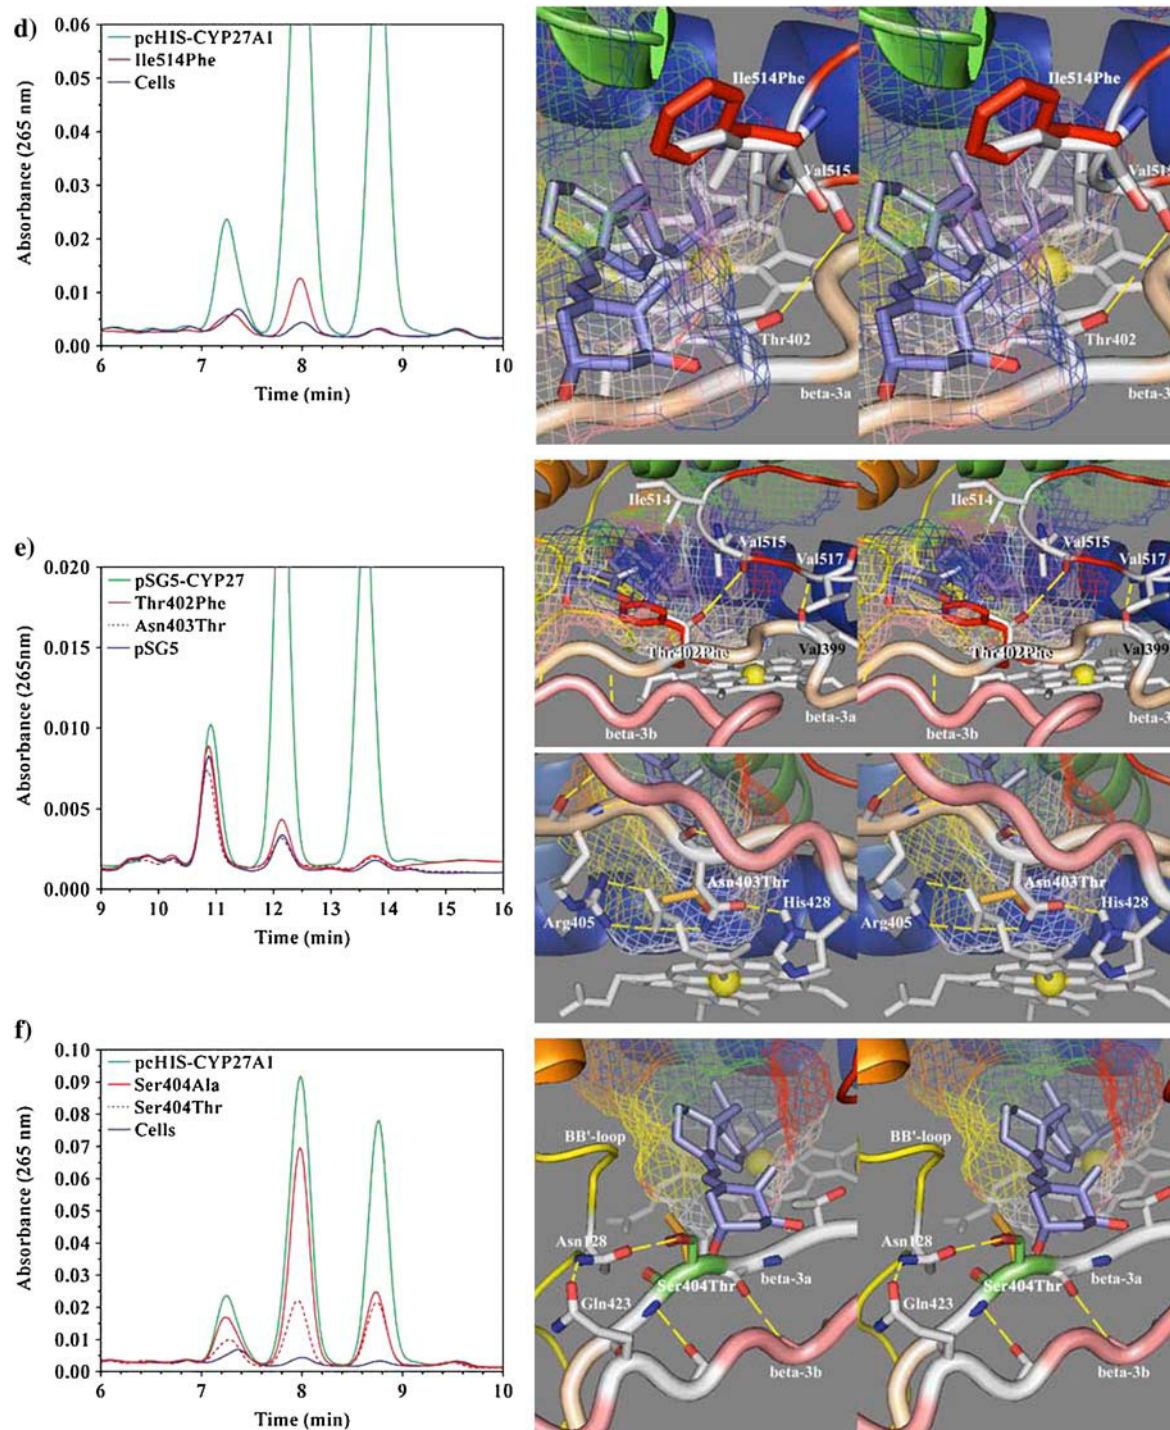 d)
0.06
0.05
0.04
0.03
0.02
0.01
0.00
Absorbance (265 nm)
pcHIS-CYP27A1
Ile514Phe
Cells
6 7 8 9 10
Time (min)
Ile514Phe
Val515
Thr402
beta-3a
Ile514Phe
Val515
Thr402
beta-3
e)
0.020
0.015
0.010
0.005
0.000
Absorbance (265nm)
pSG5-CYP27
Thr402Phe
Asn403Thr
pSG5
9 10 11 12 13 14 15 16
Time (min)
Ile514
Val515
Val517
Thr402Phe
Val399
beta-3a
beta-3b
Ile514
Val515
Val517
Thr402Phe
Val399
beta-3
beta-3b
Asn403Thr
Arg405
His428
Asn403Thr
Arg405
His428
f)
0.10
0.09
0.08
0.07
0.06
0.05
0.04
0.03
0.02
0.01
0.00
Absorbance (265 nm)
pcHIS-CYP27A1
Ser404Ala
Ser404Thr
Cells
6 7 8 9 10
Time (min)
BB'-loop
Asn128
Ser404Thr
beta-3a
Gln423
beta-3b
BB'-loop
Asn128
Ser404Thr
beta-3a
Gln423
beta-3b